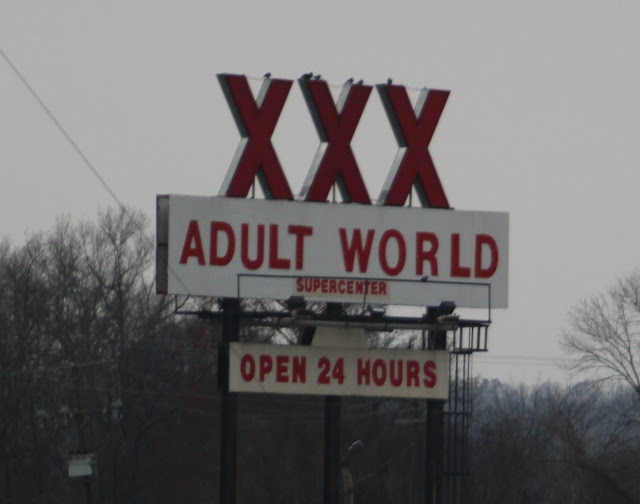 XXX
ADULT WORLD
SUPERCENTER
OPEN 24 HOURS